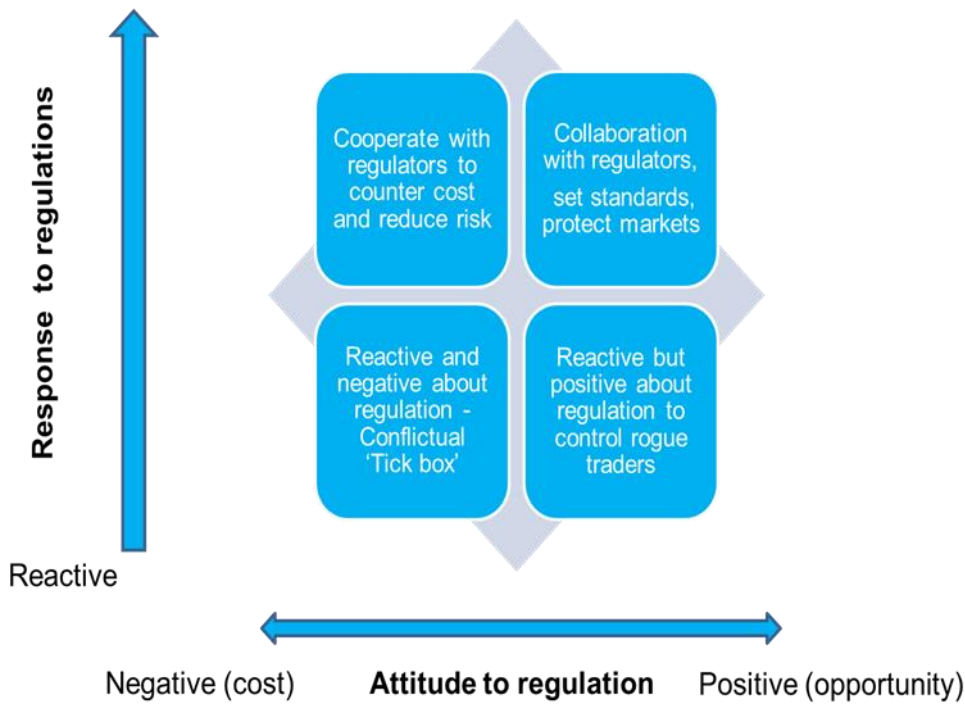 Response to regulations
Cooperate with
regulators to
counter cost
and reduce risk
Collaboration
with regulators,
set standards,
protect markets
Reactive and
negative about
regulation -
Conflictual
‘Tick box’
Reactive but
positive about
regulation to
control rogue
traders
Reactive
Negative (cost)
Attitude to regulation
Positive (opportunity)